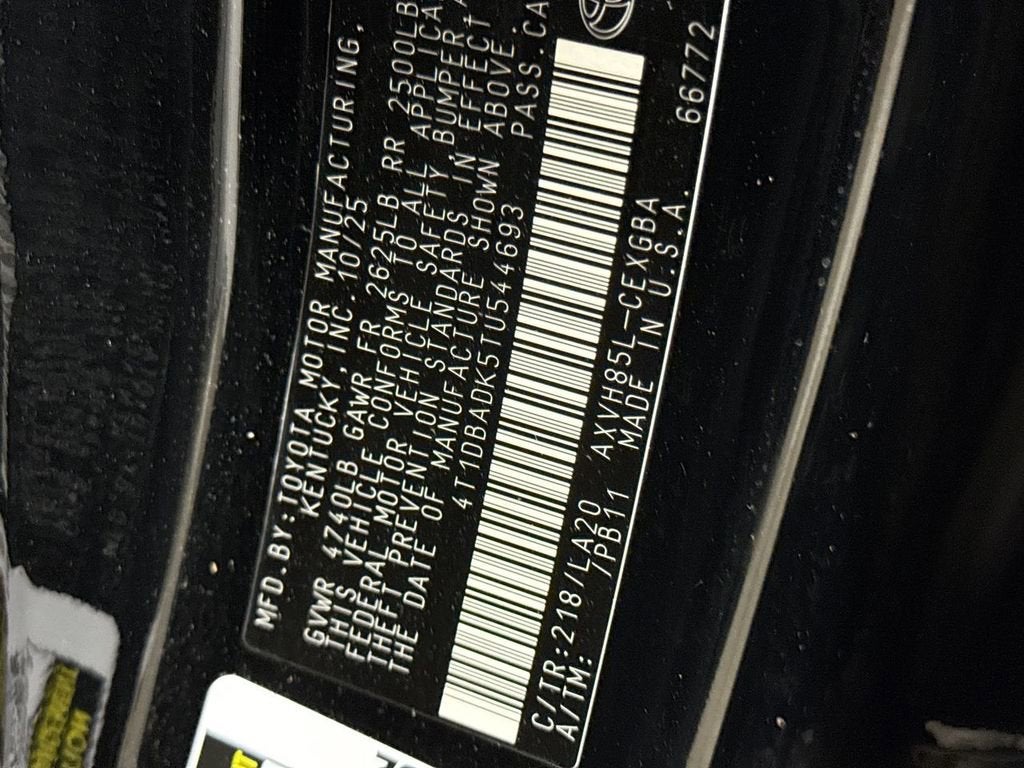 MFD.BY:TOYOTA MOTOR MANUFACTURING,
KENTUCKY,INC. 10/25
GVWR 4740LB GAWR FR 2625LB RR 2500LB
THIS VEHICLE CONFORMS TO ALL APPLICA
FEDERAL MOTOR VEHICLE SAFETY,BUMPER,A
THEFT PREVENTION STANDARDS IN EFFECT
THE DATE OF MANUFACTURE SHOWN ABOVE.
4T1DBADK5TU544693 PASS.CA
C/TR:218/LA20 AXVH85L-CEXGBA 66772
A/TM: 7PB11 MADE IN U.S.A.